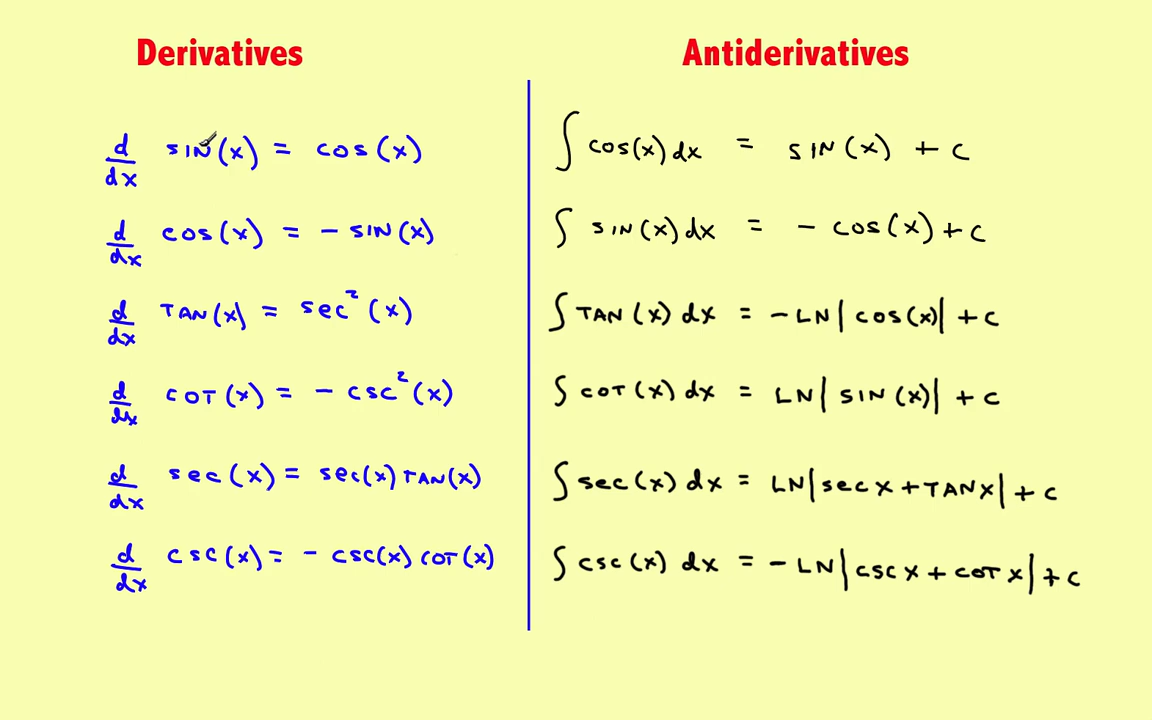 Derivatives
d/dx SIN(x) = cos(x)
d/dx cos(x) = - SIN(x)
d/dx TAN(x) = sec²(x)
d/dx COT(x) = - csc²(x)
d/dx sec(x) = sec(x) TAN(x)
d/dx csc(x) = - csc(x) COT(x)
Antiderivatives
∫ cos(x) dx = SIN(x) + c
∫ SIN(x) dx = - cos(x) + c
∫ TAN(x) dx = - LN|cos(x)| + c
∫ COT(x) dx = LN|SIN(x)| + c
∫ sec(x) dx = LN|sec x + TAN x| + c
∫ csc(x) dx = - LN|csc x + COT x| + c